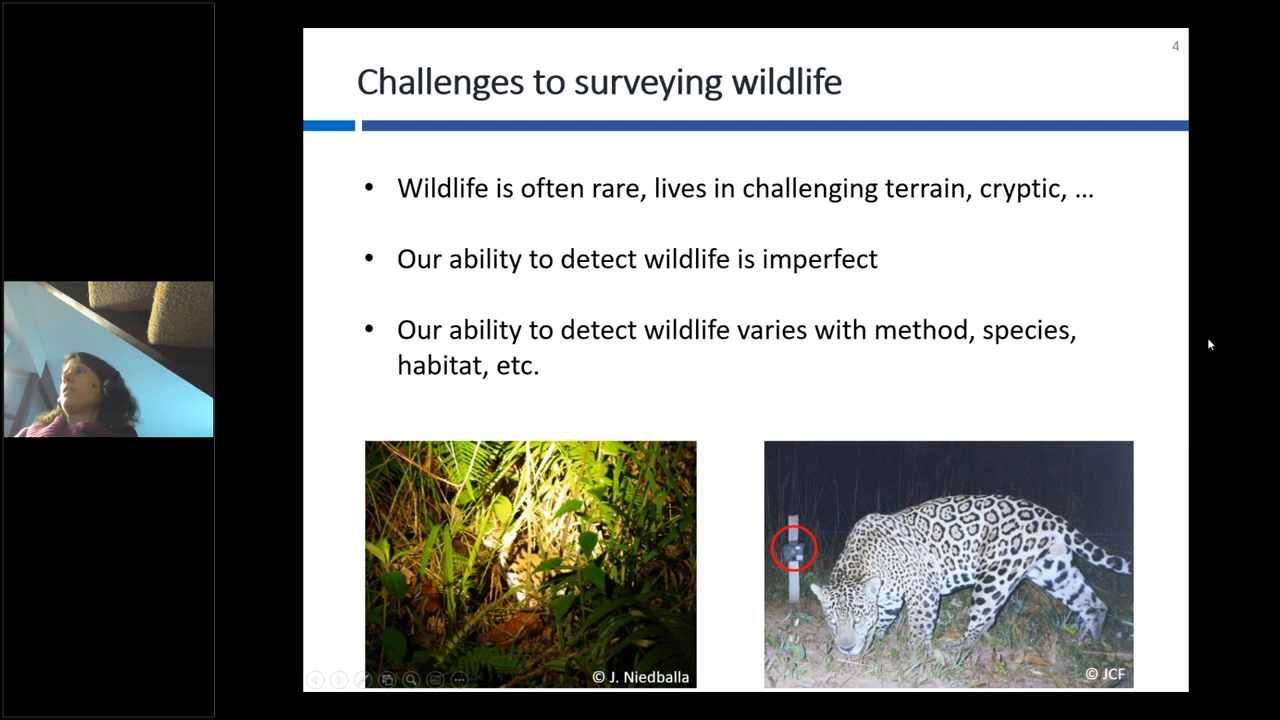 4
Challenges to surveying wildlife
• Wildlife is often rare, lives in challenging terrain, cryptic, ...
• Our ability to detect wildlife is imperfect
• Our ability to detect wildlife varies with method, species,
habitat, etc.
© J. Niedballa
© JCF